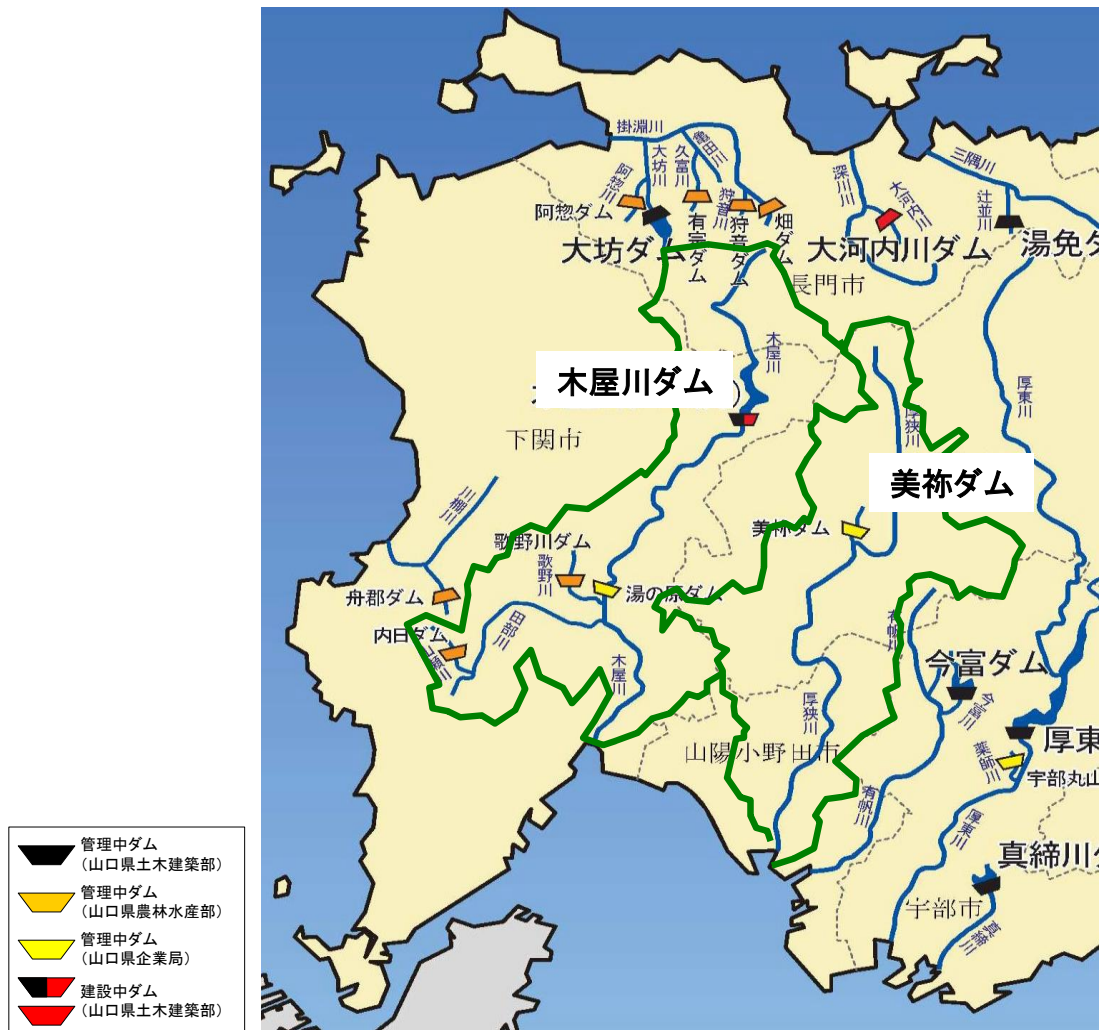 掛淵川
大坊川
久富川
亀田川
狩音川
阿惣川
阿惣ダム
有宗ダム
狩音ダム
畑ダム
大坊ダム
深川川
大河内川
大河内川ダム
三隅川
辻並川
湯免ダ
長門市
木屋川
木屋川ダム
)
下関市
厚狭川
厚東川
美祢ダム
美祢ダム
川棚川
歌野川ダム
歌野川
湯の原ダム
舟郡ダム
内日ダム
田部川
木屋川
有帆川
今富ダム
今富川
厚狭川
山陽小野田市
厚東
薬師川
宇部丸山
有帆川
厚東川
真締川ダ
宇部市
真締川
管理中ダム
(山口県土木建築部)
管理中ダム
(山口県農林水産部)
管理中ダム
(山口県企業局)
建設中ダム
(山口県土木建築部)